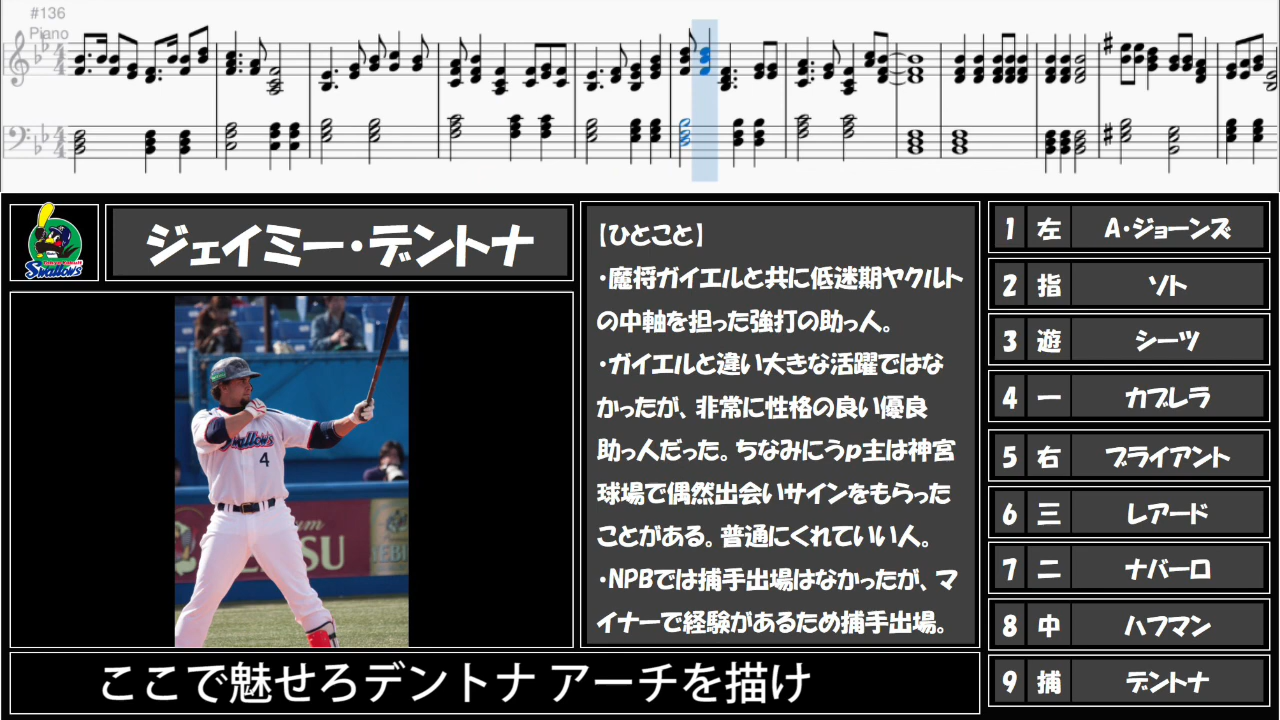 #136
Piano
Swallows
ジェイミー・デントナ
【ひとこと】
・魔将ガイエルと共に低迷期ヤクルト
の中軸を担った強打の助っ人。
・ガイエルと違い大きな活躍ではな
かったが、非常に性格の良い優良
助っ人だった。ちなみにうp主は神宮
球場で偶然出会いサインをもらった
ことがある。普通にくれていい人。
・NPBでは捕手出場はなかったが、マ
イナーで経験があるため捕手出場。
1 左 A・ジョーンズ
2 指 ソト
3 遊 シーツ
4 一 カブレラ
5 右 ブライアント
6 三 レアード
7 二 ナバーロ
8 中 ハフマン
9 捕 デントナ
Swallows
4
ここで魅せろデントナ アーチを描け